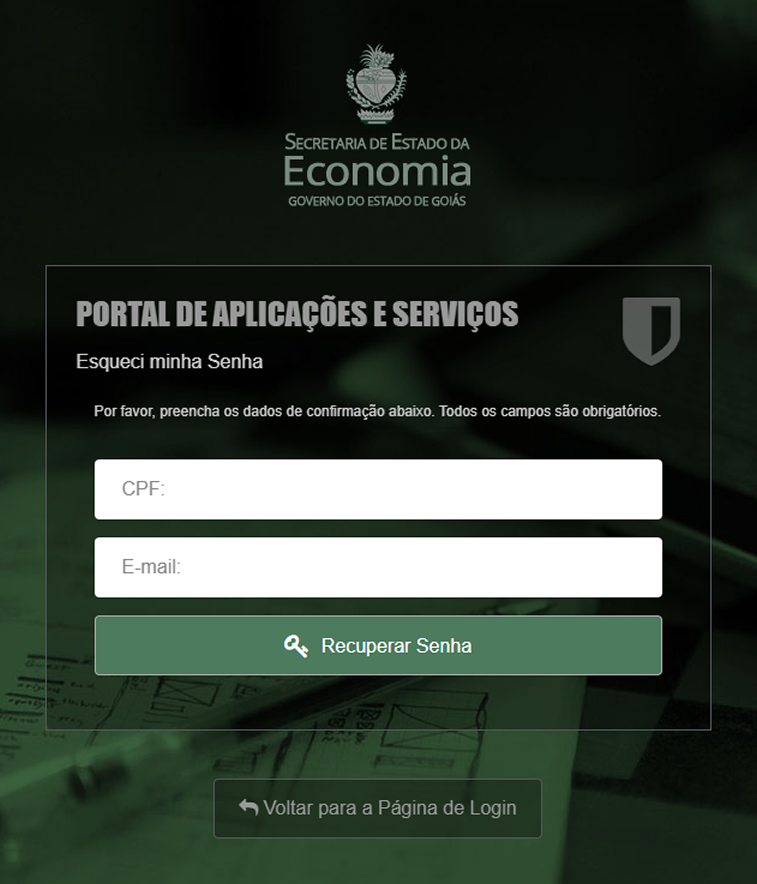 SECRETARIA DE ESTADO DA
Economia
GOVERNO DO ESTADO DE GOIÁS
PORTAL DE APLICAÇÕES E SERVIÇOS
Esqueci minha Senha
Por favor, preencha os dados de confirmação abaixo. Todos os campos são obrigatórios.
CPF:
E-mail:
Recuperar Senha
Voltar para a Página de Login